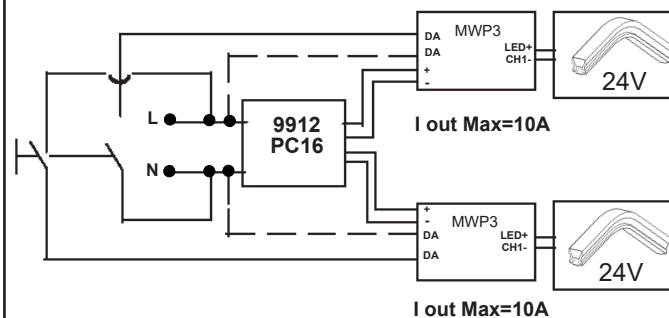 DA
DA
+
-
MWP3
LED+
CH1-
24V
I out Max=10A
L
N
9912
PC16
+
-
DA
DA
MWP3
LED+
CH1-
24V
I out Max=10A